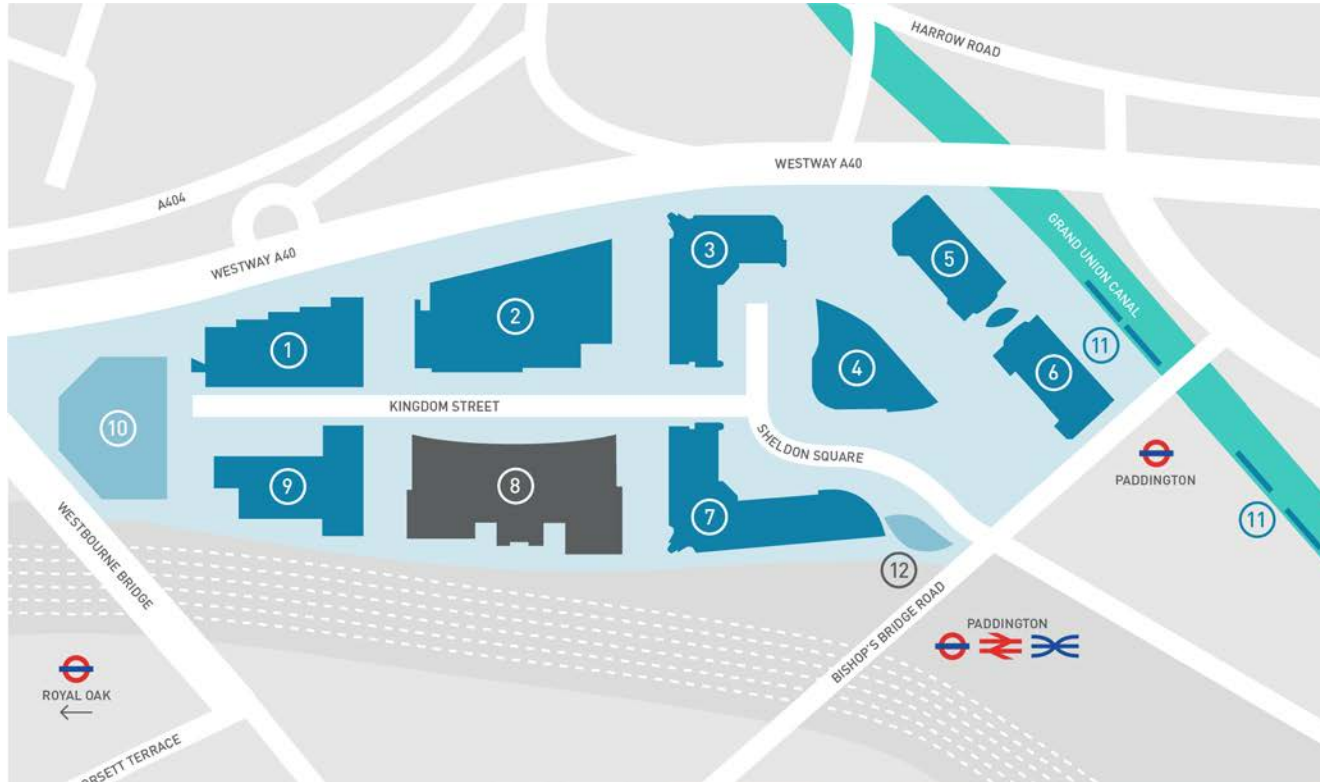 HARROW ROAD
WESTWAY A40
A404
GRAND UNION CANAL
WESTWAY A40
3
5
2
1
11
6
4
KINGDOM STREET
10
SHELDON SQUARE
PADDINGTON
9
8
7
11
WESTBOURNE BRIDGE
12
BISHOP'S BRIDGE ROAD
PADDINGTON
ROYAL OAK
←
ORSETT TERRACE